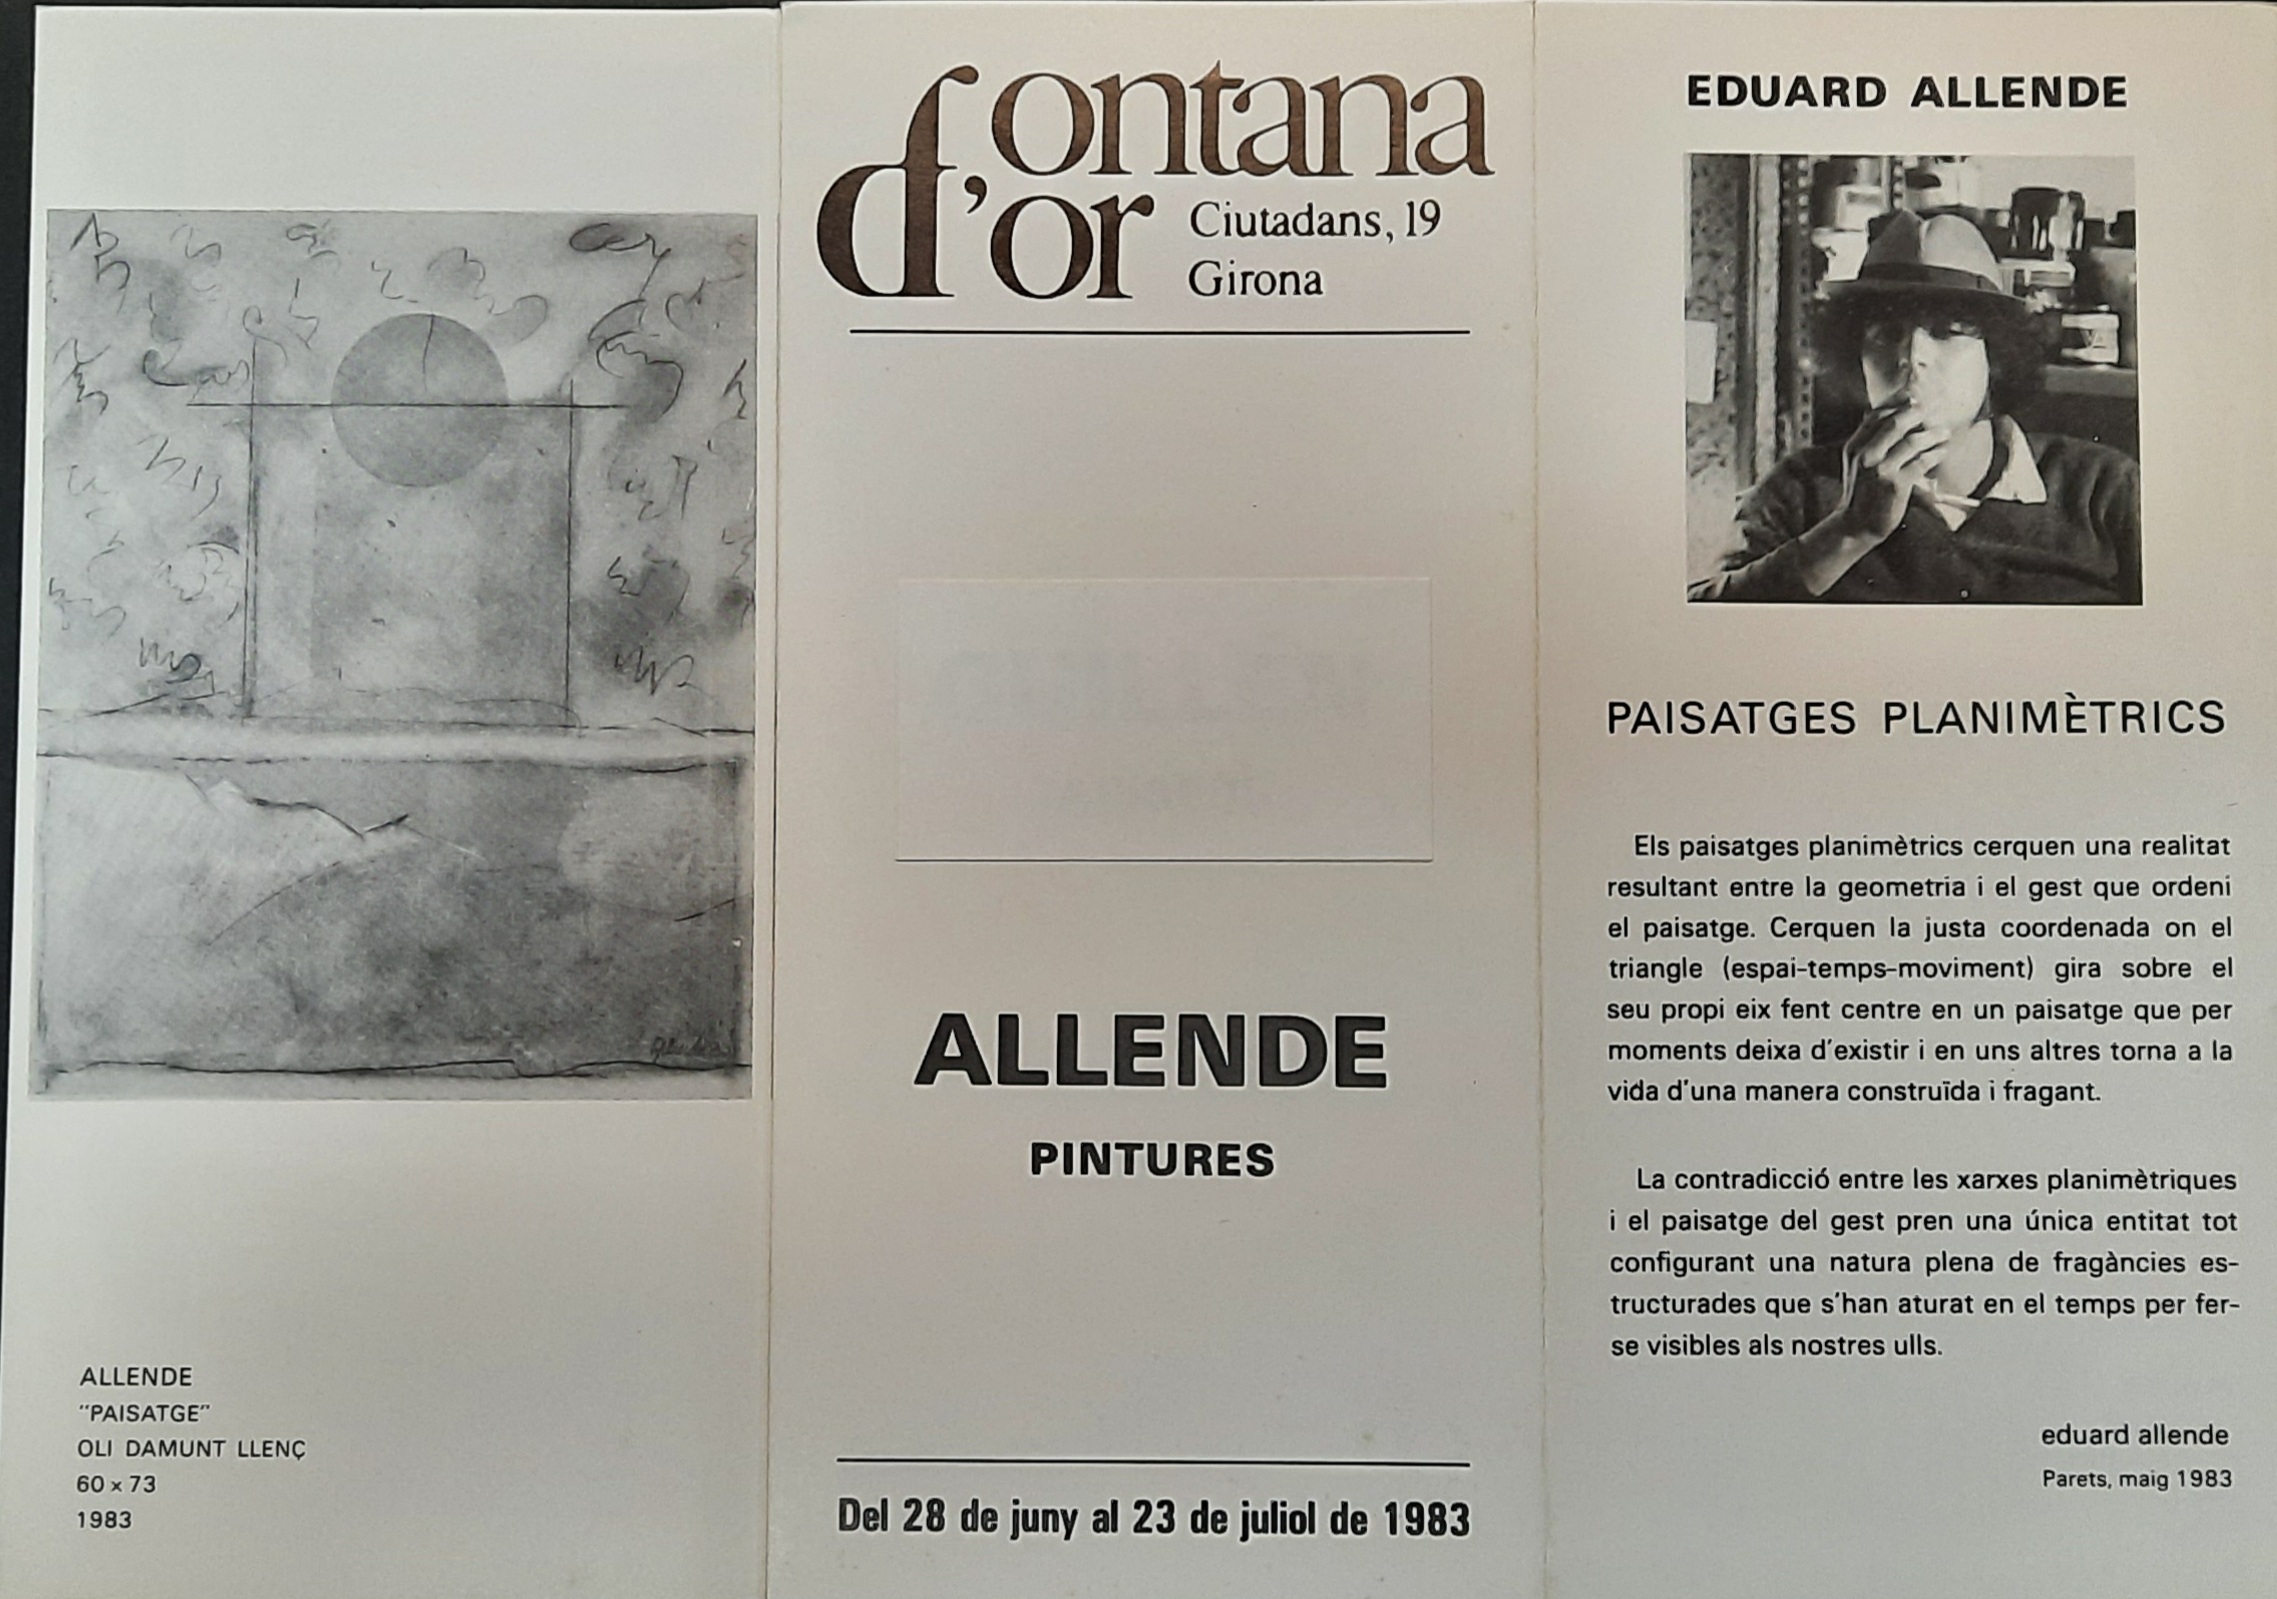 ALLENDE
"PAISATGE"
OLI DAMUNT LLENÇ
60 x 73
1983
fontana
d'or
Ciutadans, 19
Girona
ALLENDE
PINTURES
Del 28 de juny al 23 de juliol de 1983
EDUARD ALLENDE
PAISATGES PLANIMÈTRICS
Els paisatges planimètrics cerquen una realitat
resultant entre la geometria i el gest que ordeni
el paisatge. Cerquen la justa coordenada on el
triangle (espai-temps-moviment) gira sobre el
seu propi eix fent centre en un paisatge que per
moments deixa d'existir i en uns altres torna a la
vida d'una manera construïda i fragant.
La contradicció entre les xarxes planimètriques
i el paisatge del gest pren una única entitat tot
configurant una natura plena de fragàncies es-
tructurades que s'han aturat en el temps per fer-
se visibles als nostres ulls.
eduard allende
Parets, maig 1983